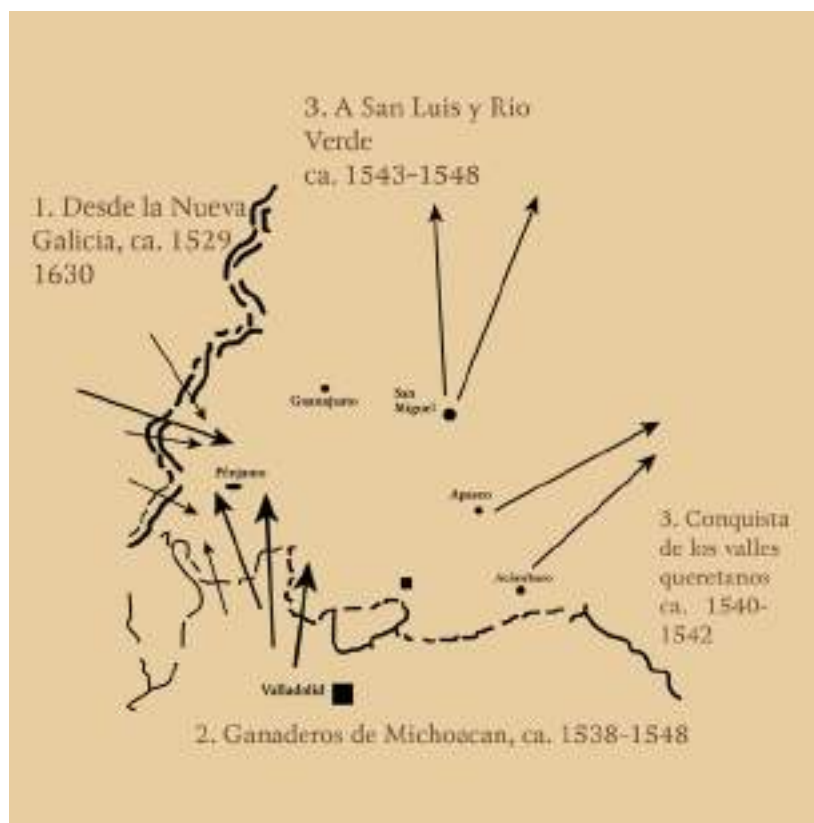 3. A San Luis y Rio
Verde
ca. 1543-1548
1. Desde la Nueva
Galicia, ca. 1529
1630
Guanajuato
San
Miguel
Pénjamo
Apaseo
Acámbaro
3. Conquista
de los valles
queretanos
ca. 1540-
1542
Valladolid
2. Ganaderos de Michoacan, ca. 1538-1548